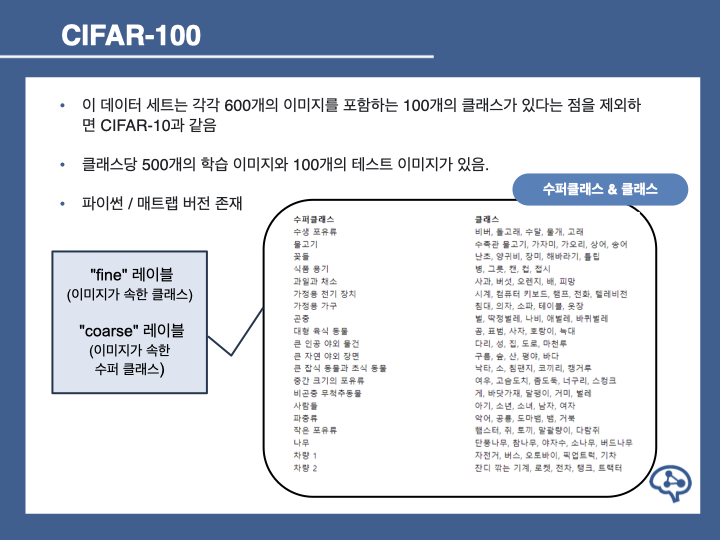 CIFAR-100
• 이 데이터 세트는 각각 600개의 이미지를 포함하는 100개의 클래스가 있다는 점을 제외하
면 CIFAR-10과 같음
• 클래스당 500개의 학습 이미지와 100개의 테스트 이미지가 있음.
• 파이썬 / 매트랩 버전 존재
수퍼클래스 & 클래스
"fine" 레이블
(이미지가 속한 클래스)
"coarse" 레이블
(이미지가 속한
수퍼 클래스)
수퍼클래스 클래스
수생 포유류 비버, 돌고래, 수달, 물개, 고래
물고기 수족관 물고기, 가자미, 가오리, 상어, 송어
꽃들 난초, 양귀비, 장미, 해바라기, 튤립
식품 용기 병, 그릇, 캔, 컵, 접시
과일과 채소 사과, 버섯, 오렌지, 배, 피망
가정용 전기 장치 시계, 컴퓨터 키보드, 램프, 전화, 텔레비전
가정용 가구 침대, 의자, 소파, 테이블, 옷장
곤충 벌, 딱정벌레, 나비, 애벌레, 바퀴벌레
대형 육식 동물 곰, 표범, 사자, 호랑이, 늑대
큰 인공 야외 물건 다리, 성, 집, 도로, 마천루
큰 자연 야외 장면 구름, 숲, 산, 평야, 바다
큰 잡식 동물과 초식 동물 낙타, 소, 침팬지, 코끼리, 캥거루
중간 크기의 포유류 여우, 고슴도치, 주머니쥐, 너구리, 스컹크
비곤충 무척추동물 게, 바닷가재, 달팽이, 거미, 벌레
사람들 아기, 소년, 소녀, 남자, 여자
파충류 악어, 공룡, 도마뱀, 뱀, 거북
작은 포유류 햄스터, 쥐, 토끼, 말괄량이, 다람쥐
나무 단풍나무, 참나무, 야자수, 소나무, 버드나무
차량 1 자전거, 버스, 오토바이, 픽업트럭, 기차
차량 2 잔디 깎는 기계, 로켓, 전차, 탱크, 트랙터